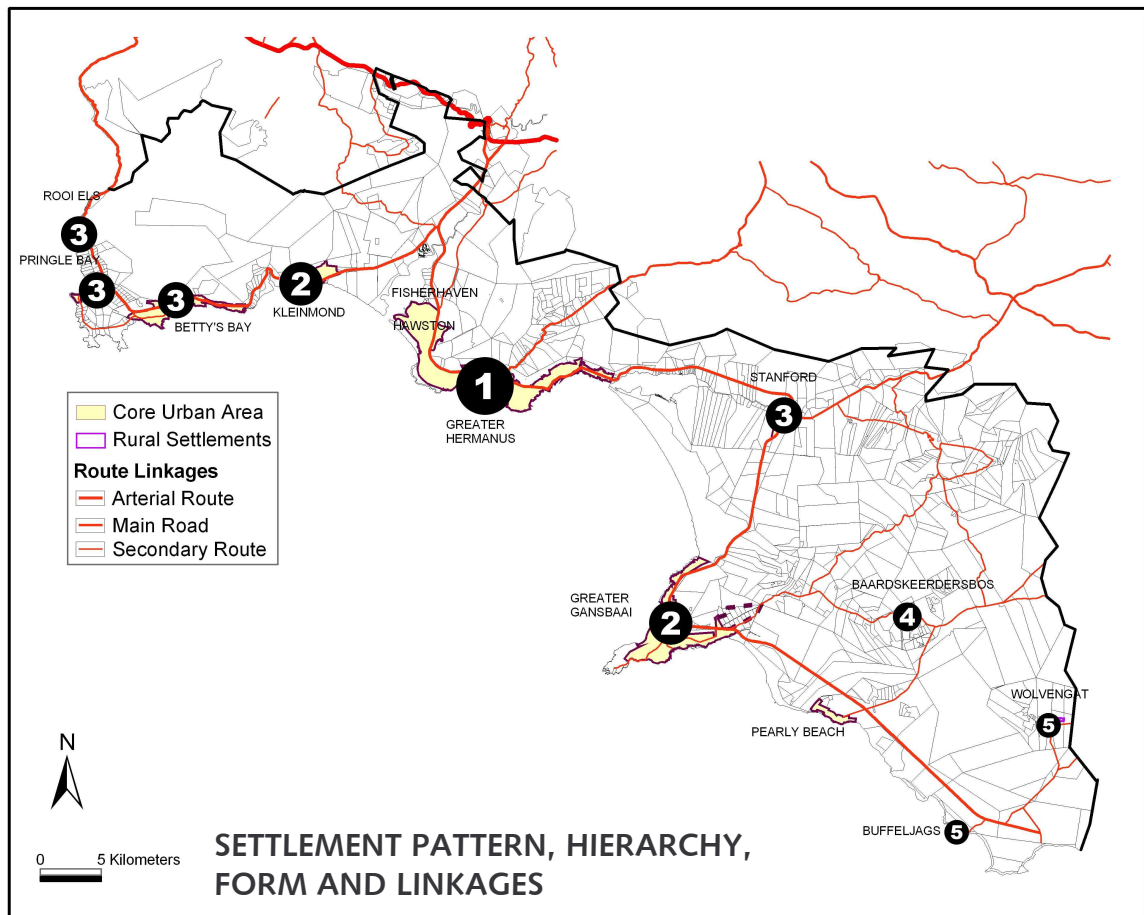 ROOI ELS
3
PRINGLE BAY
3
3
BETTY'S BAY
2
KLEINMOND
FISHERHAVEN
HAWSTON
1
GREATER
HERMANUS
STANFORD
3
Core Urban Area
Rural Settlements
Route Linkages
Arterial Route
Main Road
Secondary Route
GREATER
GANSBAAI
2
BAARDSKEERDERSBOS
4
WOLVENGAT
5
PEARLY BEACH
BUFFELJAGS
5
N
0 5 Kilometers
SETTLEMENT PATTERN, HIERARCHY,
FORM AND LINKAGES